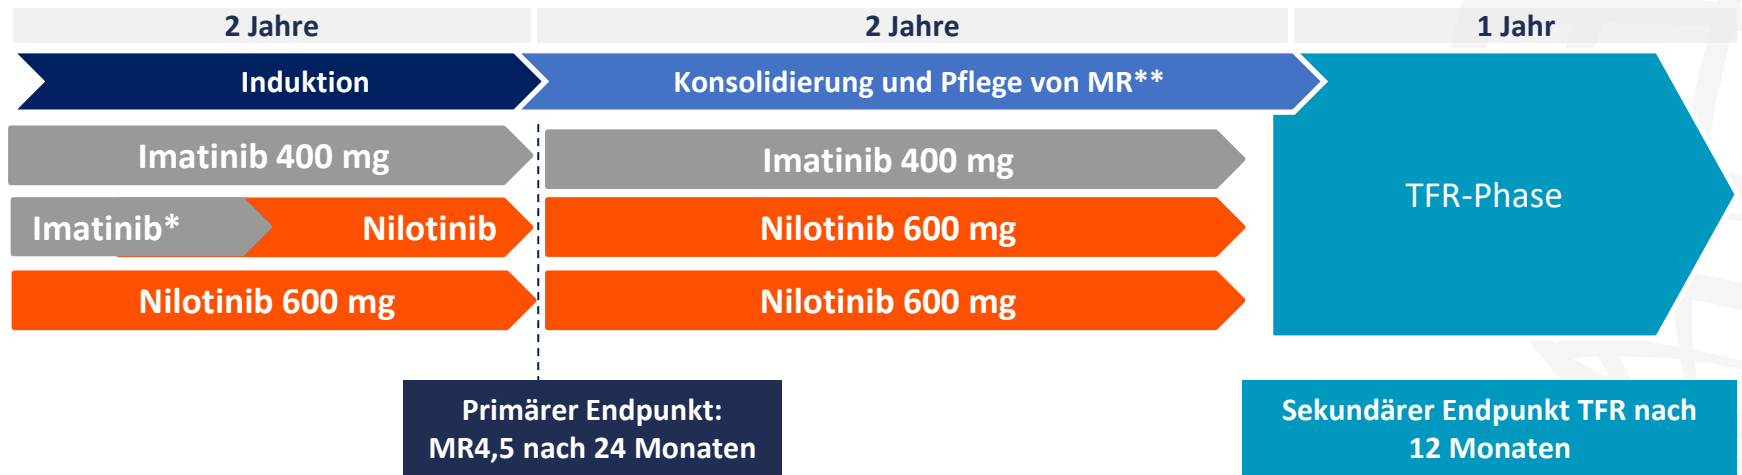 2 Jahre
2 Jahre
1 Jahr
Induktion
Konsolidierung und Pflege von MR**
Imatinib 400 mg
Imatinib 400 mg
TFR-Phase
Imatinib*
Nilotinib
Nilotinib 600 mg
Nilotinib 600 mg
Nilotinib 600 mg
Primärer Endpunkt:
MR4,5 nach 24 Monaten
Sekundärer Endpunkt TFR nach
12 Monaten